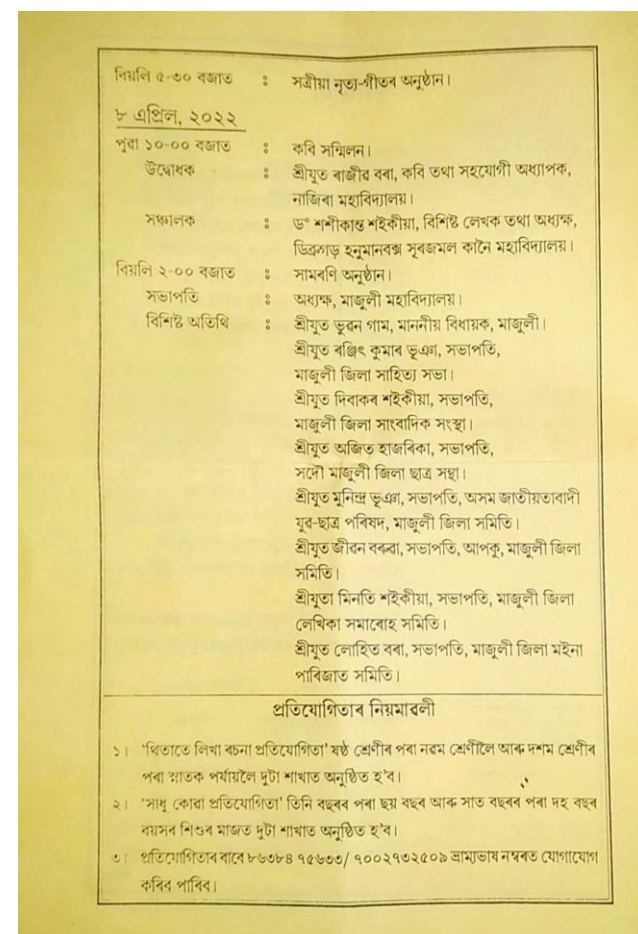 বিয়লি ৫-৩০ বজাত : সত্ৰীয়া নৃত্য-গীতৰ অনুষ্ঠান।
৮ এপ্ৰিল, ২০২২
পুৱা ১০-০০ বজাত : কবি সন্মিলন।
উদ্বোধক : শ্ৰীযুত ৰাজীৱ বৰা, কবি তথা সহযোগী অধ্যাপক,
নাজিৰা মহাবিদ্যালয়।
সঞ্চালক : ড° শশীকান্ত শইকীয়া, বিশিষ্ট লেখক তথা অধ্যক্ষ,
ডিব্ৰুগড় হনুমানবক্স সূৰজমল কানৈ মহাবিদ্যালয়।
বিয়লি ২-০০ বজাত : সামৰণি অনুষ্ঠান।
সভাপতি : অধ্যক্ষ, মাজুলী মহাবিদ্যালয়।
বিশিষ্ট অতিথি : শ্ৰীযুত ভুৱন গাম, মাননীয় বিধায়ক, মাজুলী।
শ্ৰীযুত ৰঞ্জিৎ কুমাৰ ভূঞা, সভাপতি,
মাজুলী জিলা সাহিত্য সভা।
শ্ৰীযুত দিবাকৰ শইকীয়া, সভাপতি,
মাজুলী জিলা সাংবাদিক সংস্থা।
শ্ৰীযুত অজিত হাজৰিকা, সভাপতি,
সদৌ মাজুলী জিলা ছাত্ৰ সন্থা।
শ্ৰীযুত মুনিন্দ্ৰ ভূঞা, সভাপতি, অসম জাতীয়তাবাদী
যুৱ-ছাত্ৰ পৰিষদ, মাজুলী জিলা সমিতি।
শ্ৰীযুত জীৱন বৰুৱা, সভাপতি, আপকু, মাজুলী জিলা
সমিতি।
শ্ৰীযুতা মিনতি শইকীয়া, সভাপতি, মাজুলী জিলা
লেখিকা সমাৰোহ সমিতি।
শ্ৰীযুত লোহিত বৰা, সভাপতি, মাজুলী জিলা মইনা
পাৰিজাত সমিতি।
প্ৰতিযোগিতাৰ নিয়মাৱলী
১। 'থিতাতে লিখা ৰচনা প্ৰতিযোগিতা' ষষ্ঠ শ্ৰেণীৰ পৰা নৱম শ্ৰেণীলৈ আৰু দশম শ্ৰেণীৰ
পৰা স্নাতক পৰ্যায়লৈ দুটা শাখাত অনুষ্ঠিত হ'ব।
২। 'সাধু কোৱা প্ৰতিযোগিতা' তিনি বছৰৰ পৰা ছয় বছৰ আৰু সাত বছৰৰ পৰা দহ বছৰ
বয়সৰ শিশুৰ মাজত দুটা শাখাত অনুষ্ঠিত হ'ব।
৩। প্ৰতিযোগিতাৰ বাবে ৮৬৩৮৪ ৭৫৬৩৩/ ৭০০২৭৩২৫০৯ ভ্ৰাম্যভাষ নম্বৰত যোগাযোগ
কৰিব পাৰিব।